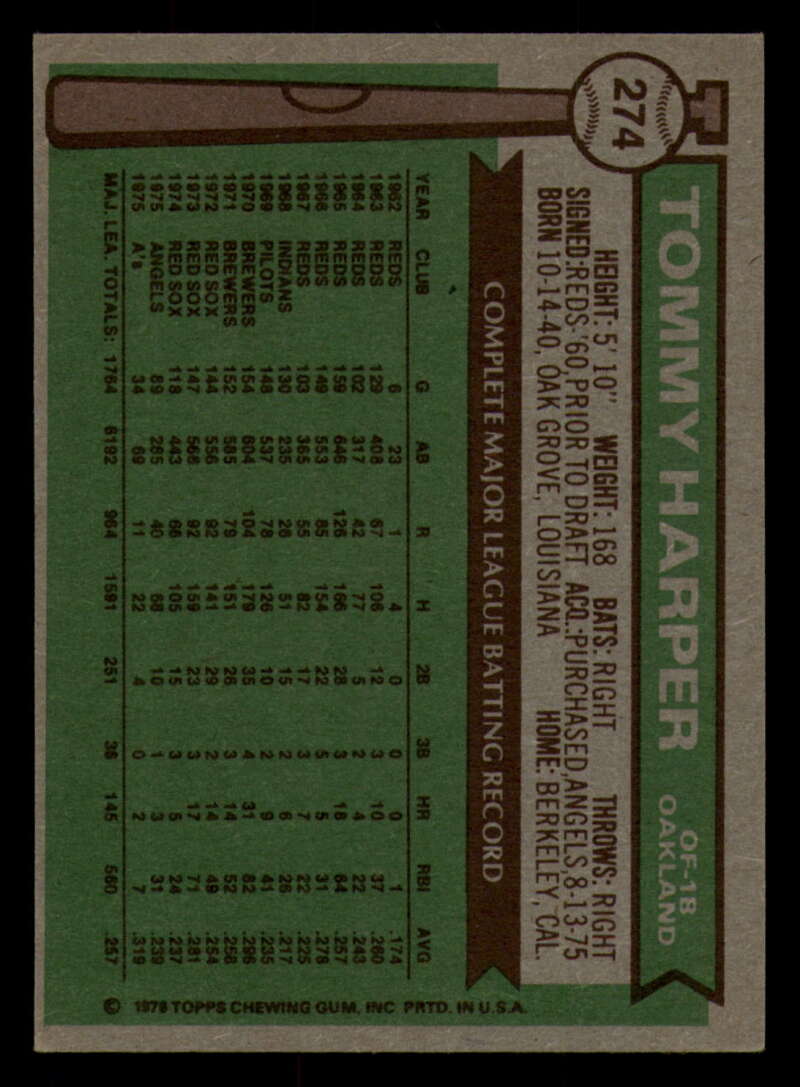 274
TOMMY HARPER
OF-1B
OAKLAND
HEIGHT: 5' 10" WEIGHT: 168 BATS: RIGHT THROWS: RIGHT
SIGNED:REDS-'60,PRIOR TO DRAFT ACQ.:PURCHASED,ANGELS,8-13-75
BORN 10-14-40, OAK GROVE, LOUISIANA HOME: BERKELEY, CAL.
COMPLETE MAJOR LEAGUE BATTING RECORD
YEAR CLUB G AB R H 2B 3B HR RBI AVG
1962 REDS 6 23 1 4 0 0 0 1 .174
1963 REDS 129 408 67 106 12 3 10 37 .260
1964 REDS 102 317 42 77 5 2 4 22 .243
1965 REDS 159 646 126 166 28 3 18 64 .257
1966 REDS 149 553 85 154 22 5 5 31 .278
1967 REDS 103 365 55 82 17 3 7 22 .225
1968 INDIANS 130 235 26 51 15 2 6 26 .217
1969 PILOTS 148 537 78 126 10 2 9 41 .235
1970 BREWERS 154 604 104 179 35 4 31 82 .296
1971 BREWERS 152 585 79 151 26 3 14 52 .258
1972 RED SOX 144 556 92 141 29 2 14 49 .254
1973 RED SOX 147 566 92 159 23 3 17 71 .281
1974 RED SOX 118 443 66 105 15 3 5 24 .237
1975 ANGELS 89 285 40 68 10 1 3 31 .239
1975 A's 34 69 11 22 4 0 2 7 .319
MAJ. LEA. TOTALS: 1764 6192 964 1591 251 36 145 560 .257
© 1976 TOPPS CHEWING GUM, INC PRTD. IN U.S.A.